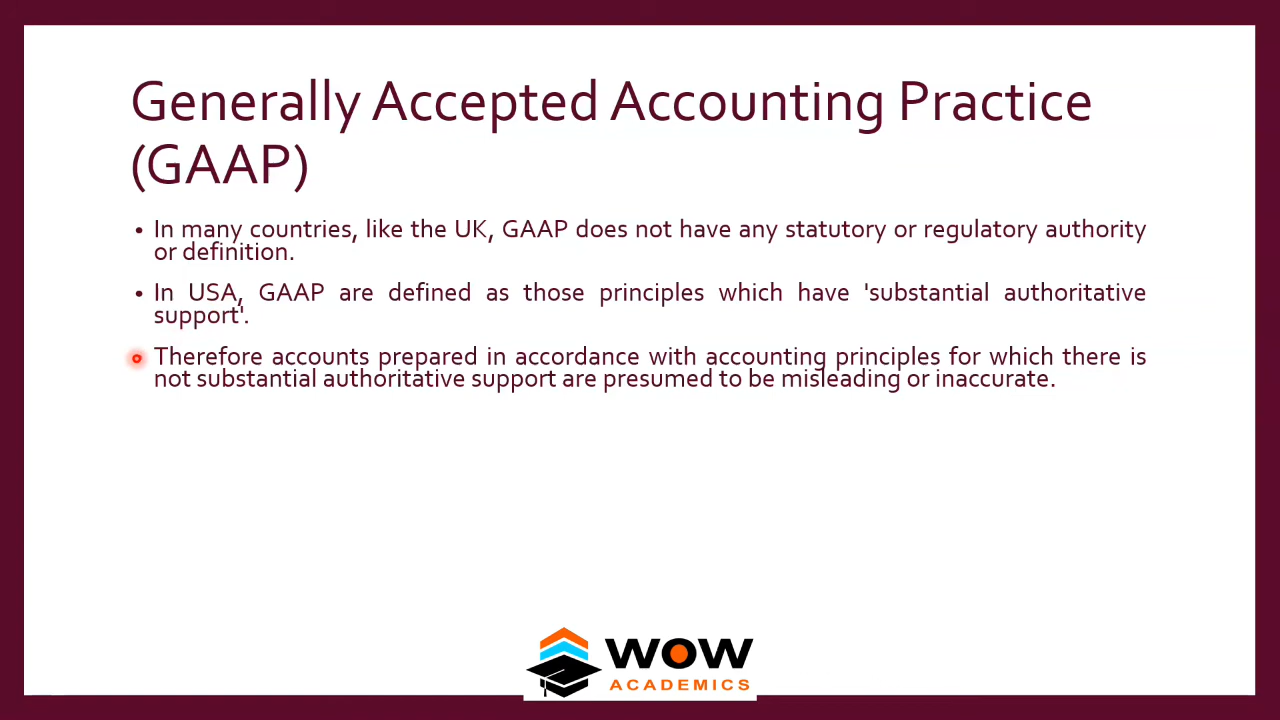 Generally Accepted Accounting Practice
(GAAP)
• In many countries, like the UK, GAAP does not have any statutory or regulatory authority
or definition.
• In USA, GAAP are defined as those principles which have 'substantial authoritative
support'.
Therefore accounts prepared in accordance with accounting principles for which there is
not substantial authoritative support are presumed to be misleading or inaccurate.
WOW
ACADEMICS